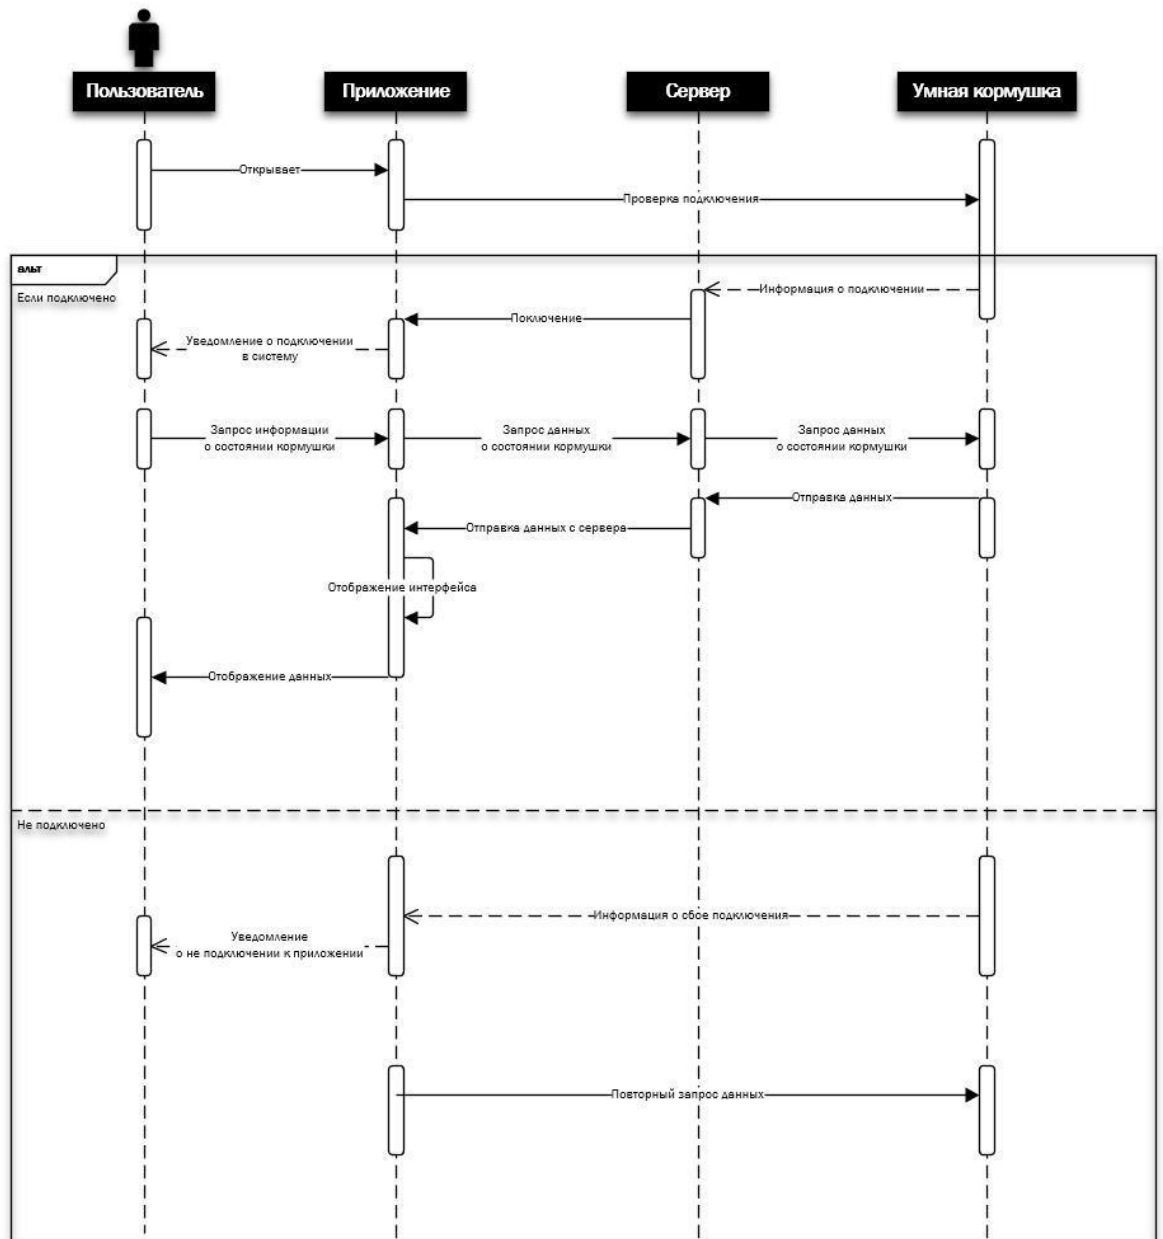 Пользователь
Приложение
Сервер
Умная кормушка
Открывает
Проверка подключения
альт
Если подключено
Информация о подключении
Поключение
Уведомление о подключении
в систему
Запрос информации
о состоянии кормушки
Запрос данных
о состоянии кормушки
Запрос данных
о состоянии кормушки
Отправка данных
Отправка данных с сервера
Отображение интерфейса
Отображение данных
Не подключено
Информация о сбое подключения
Уведомление
о не подключении к приложении
Повторный запрос данных